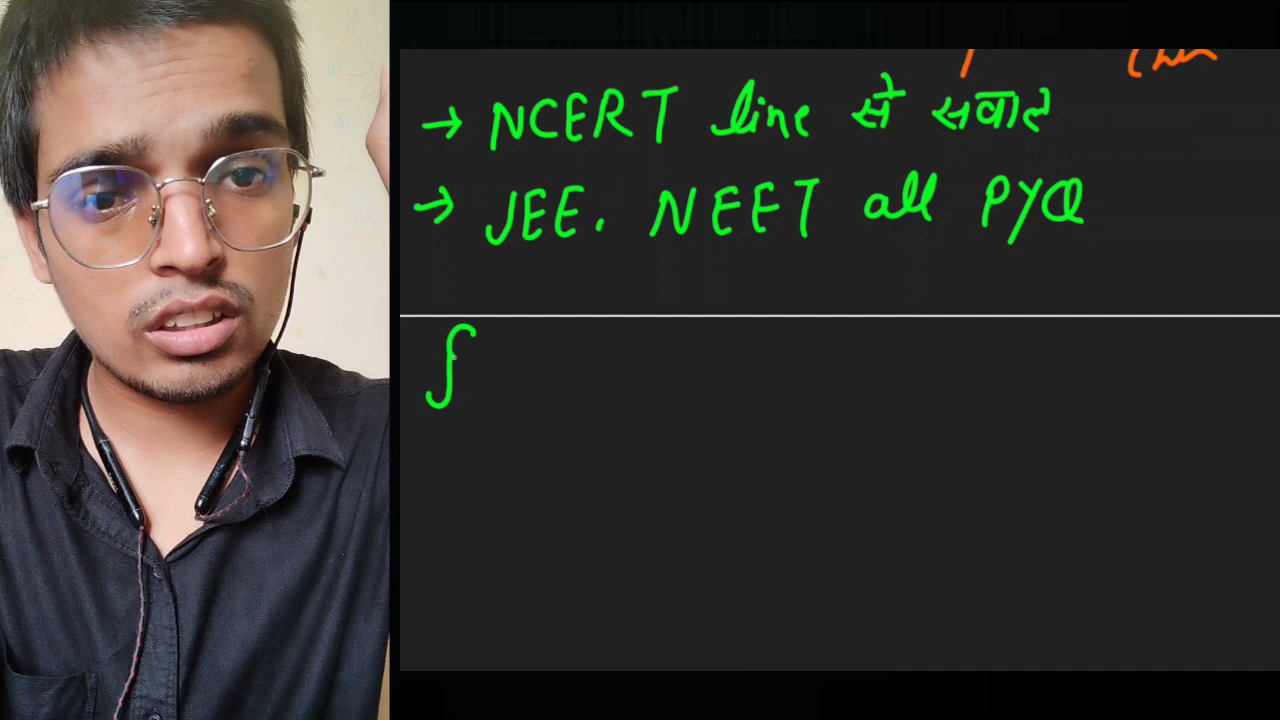 → NCERT line से सवाल
→ JEE. NEET all PYQ
∫